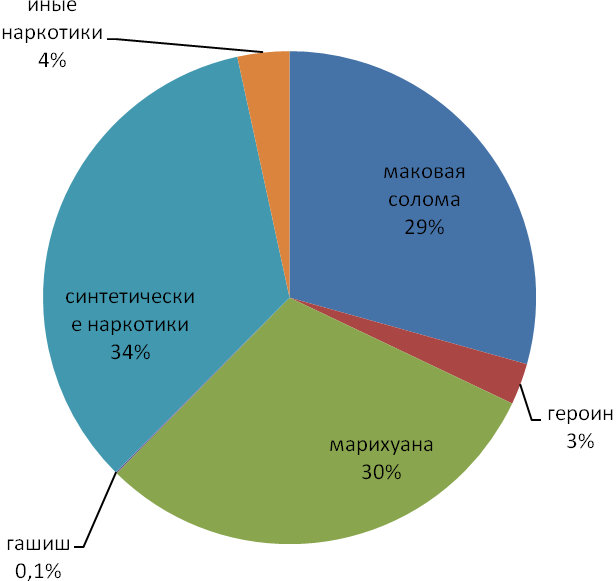 иные
наркотики
4%
маковая
солома
29%
героин
3%
марихуана
30%
гашиш
0,1%
синтетически
е наркотики
34%